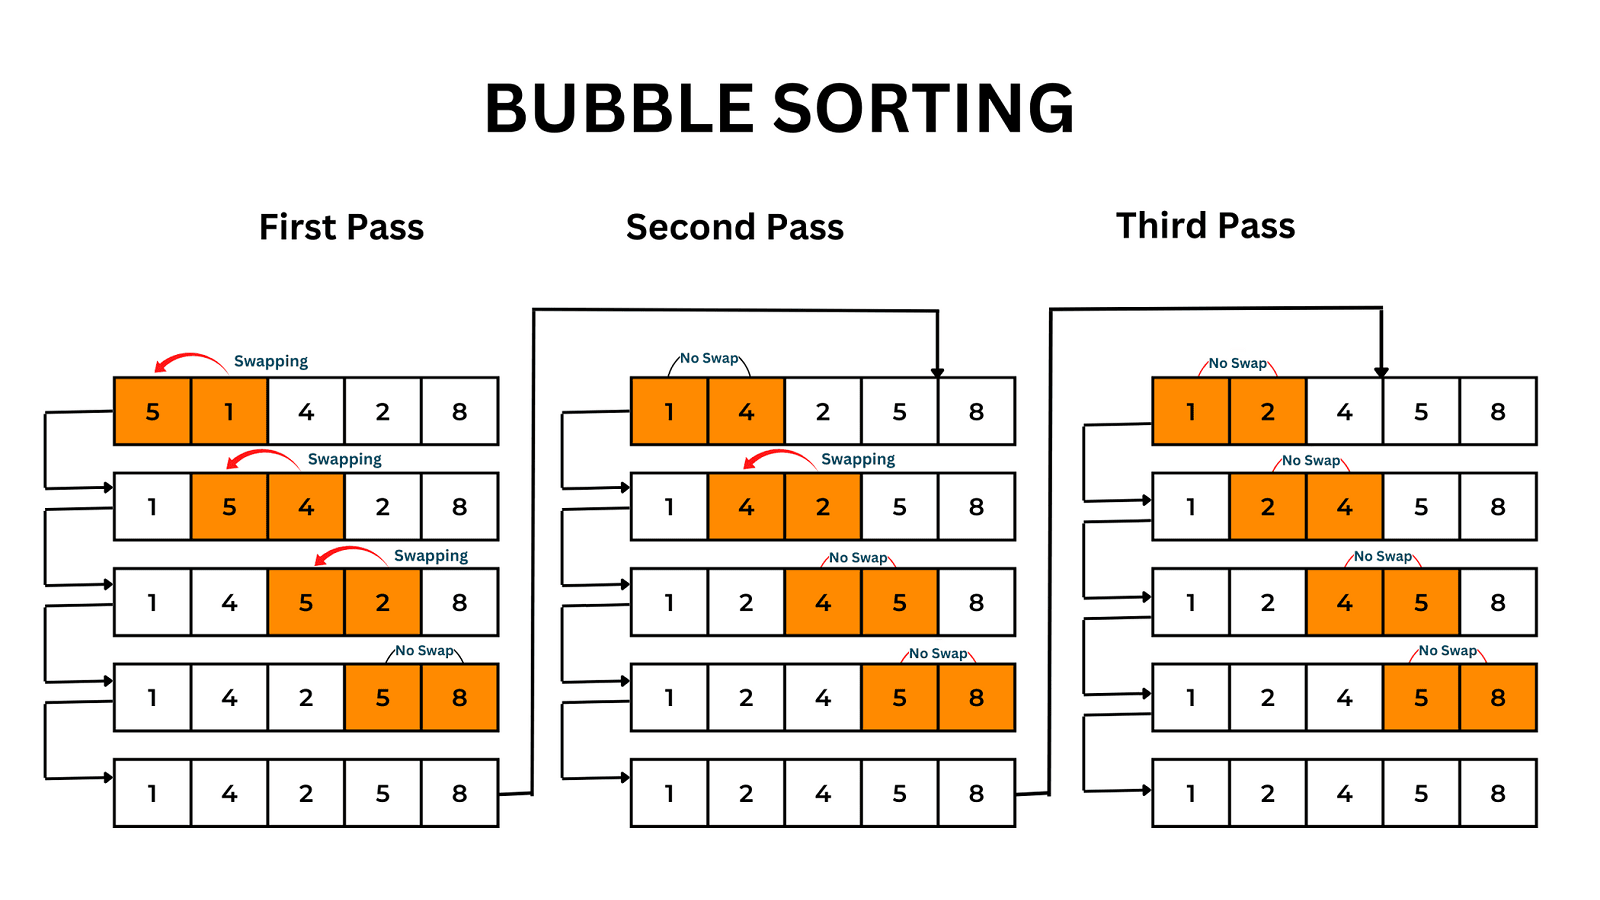 BUBBLE SORTING
First Pass
Swapping
5 1 4 2 8
Swapping
1 5 4 2 8
Swapping
1 4 5 2 8
No Swap
1 4 2 5 8
1 4 2 5 8
Second Pass
No Swap
1 4 2 5 8
Swapping
1 4 2 5 8
No Swap
1 2 4 5 8
No Swap
1 2 4 5 8
1 2 4 5 8
Third Pass
No Swap
1 2 4 5 8
No Swap
1 2 4 5 8
No Swap
1 2 4 5 8
No Swap
1 2 4 5 8
1 2 4 5 8